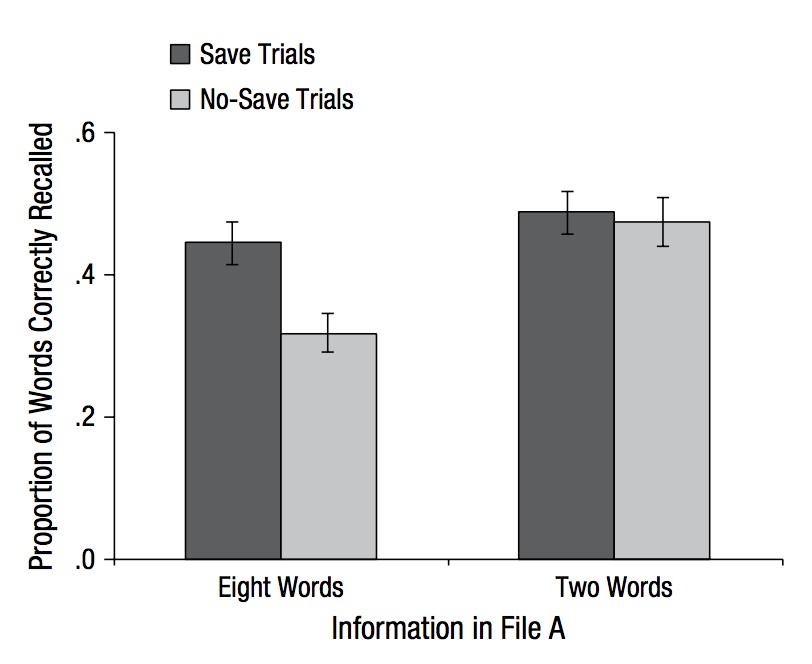 Save Trials
No-Save Trials
Proportion of Words Correctly Recalled
.6
.4
.2
.0
Eight Words
Two Words
Information in File A